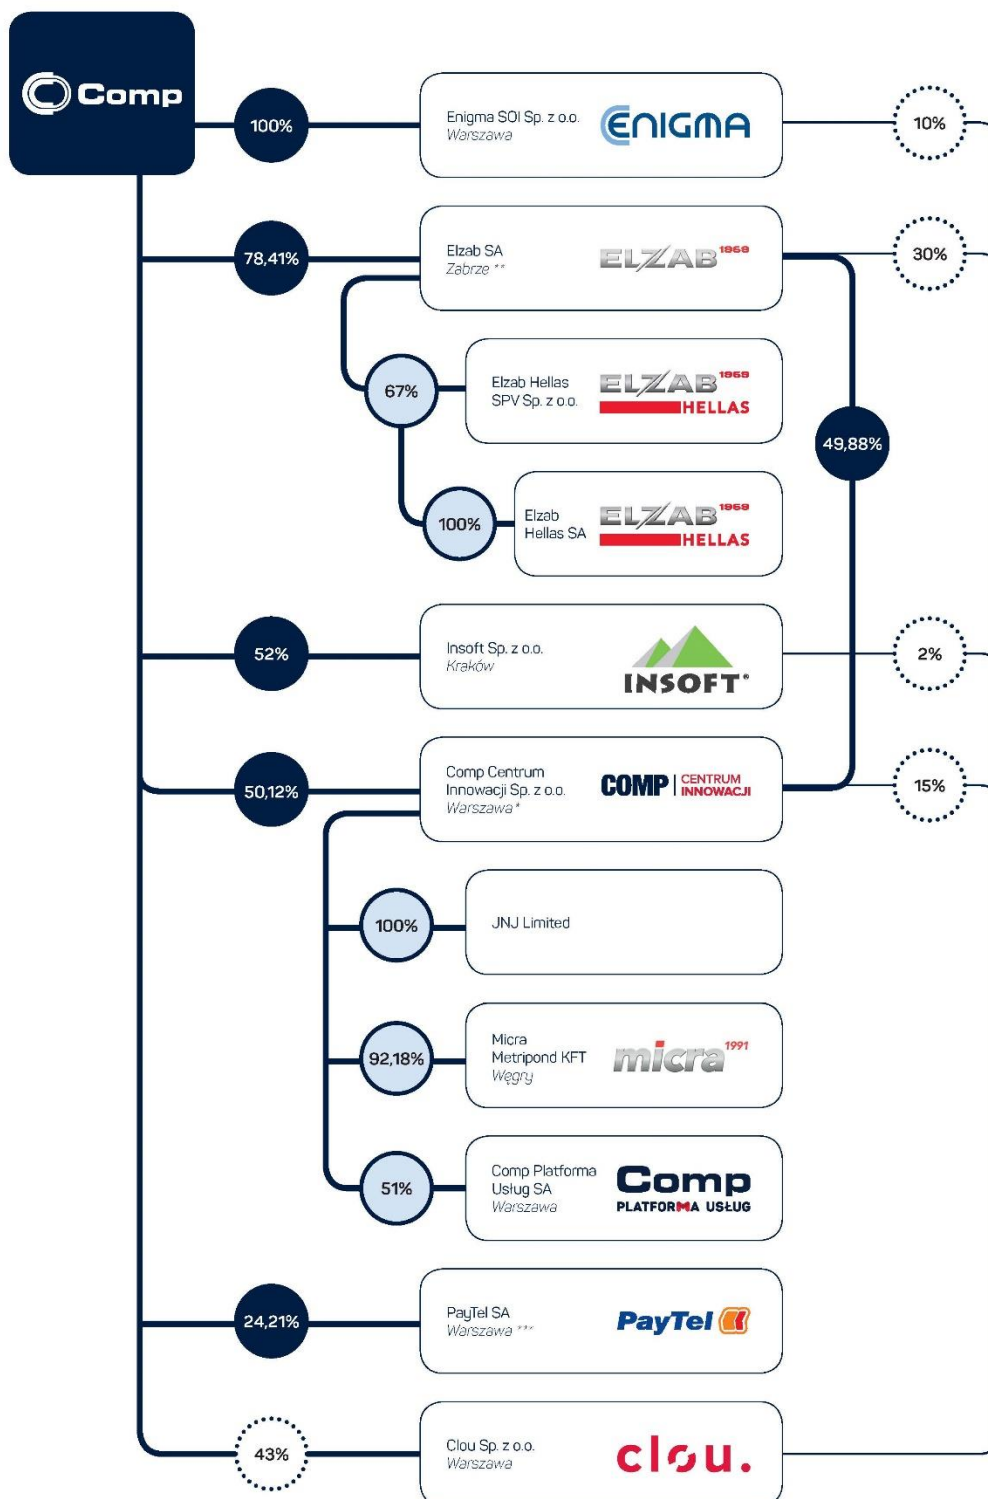 Comp
100%
Enigma SOI Sp. z o.o.
Warszawa
ENIGMA
10%
78,41%
Elzab SA
Zabrze **
ELZAB 1969
30%
67%
Elzab Hellas
SPV Sp. z o.o.
ELZAB 1969
HELLAS
49,88%
100%
Elzab
Hellas SA
ELZAB 1969
HELLAS
52%
Insoft Sp. z o.o.
Kraków
INSOFT®
2%
50,12%
Comp Centrum
Innowacji Sp. z o.o.
Warszawa *
COMP CENTRUM
INNOWACJI
15%
100%
JNJ Limited
92,18%
Micra
Metripond KFT
Węgry
micra 1991
51%
Comp Platforma
Usług SA
Warszawa
Comp
PLATFORMA USŁUG
24,21%
PayTel SA
Warszawa ***
PayTel
43%
Clou Sp. z o.o.
Warszawa
clou.